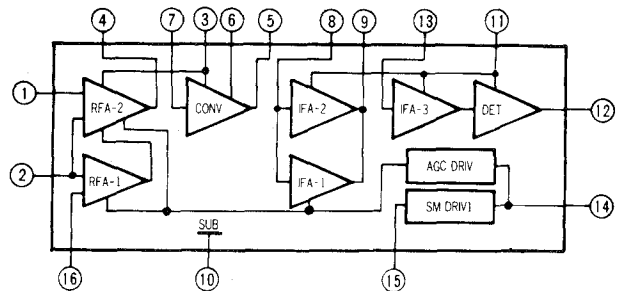 4 7 3 6 5 8 9 13 11
1 RFA-2 CONV IFA-2 IFA-3 DET 12
2 RFA-1 IFA-1 AGC DRIV
SM DRIV1 14
SUB
16 10 15